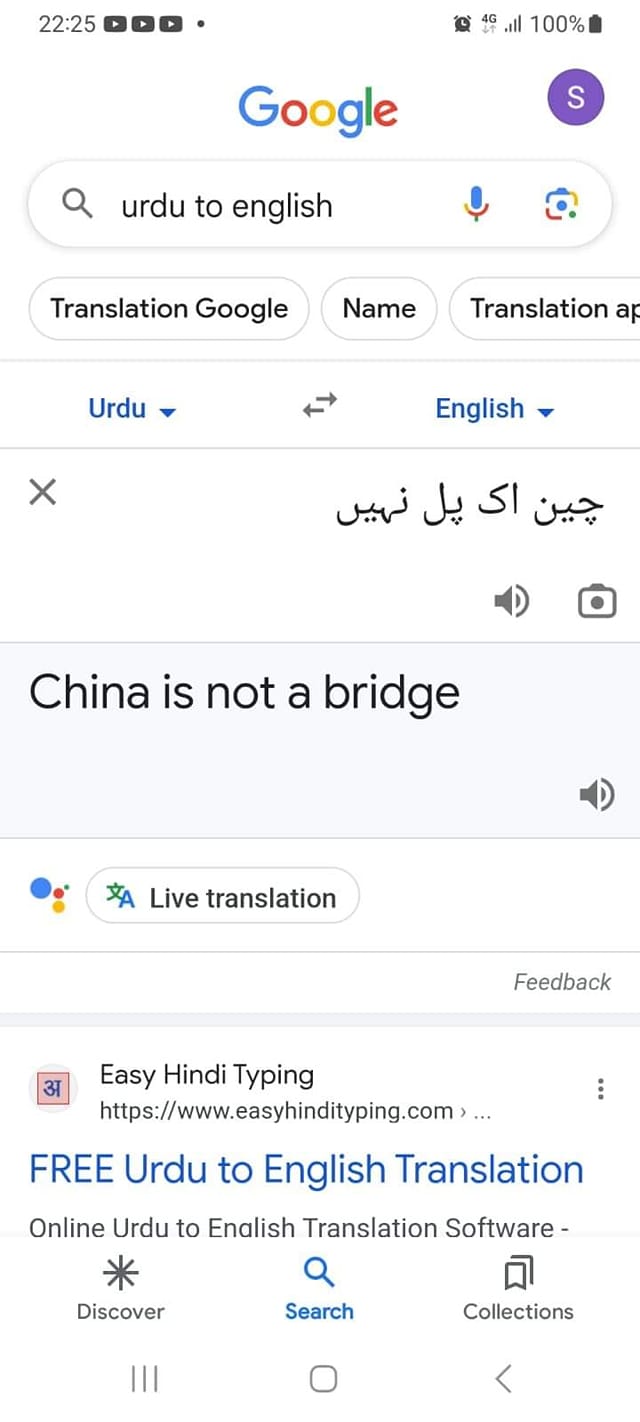 22:25
4G 100%
Google
S
urdu to english
Translation Google Name Translation ap
Urdu English
چین اک پل نہیں
China is not a bridge
Live translation
Feedback
अ
Easy Hindi Typing
https://www.easyhindityping.com › ...
FREE Urdu to English Translation
Online Urdu to English Translation Software -
Discover Search Collections